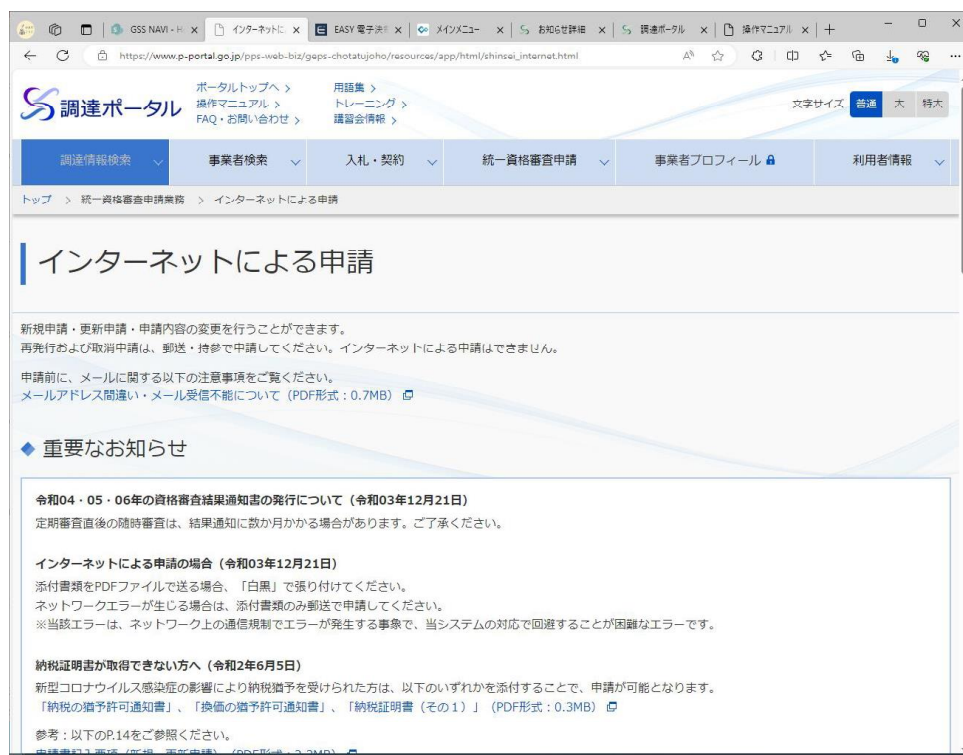 GSS NAVI - H
インターネットに
EASY 電子決
メインメニュー
お知らせ詳細
調達ポータル
操作マニュアル
https://www.p-portal.go.jp/pps-web-biz/geps-chotatujoho/resources/app/html/shinsei_internet.html
調達ポータル
ポータルトップへ >
操作マニュアル >
FAQ・お問い合わせ >
用語集 >
トレーニング >
講習会情報 >
文字サイズ 普通 大 特大
調達情報検索 事業者検索 入札・契約 統一資格審査申請 事業者プロフィール 利用者情報
トップ > 統一資格審査申請業務 > インターネットによる申請
インターネットによる申請
新規申請・更新申請・申請内容の変更を行うことができます。
再発行および取消申請は、郵送・持参で申請してください。インターネットによる申請はできません。
申請前に、メールに関する以下の注意事項をご覧ください。
メールアドレス間違い・メール受信不能について（PDF形式：0.7MB）
重要なお知らせ
令和04・05・06年の資格審査結果通知書の発行について（令和03年12月21日）
定期審査直後の随時審査は、結果通知に数か月かかる場合があります。ご了承ください。
インターネットによる申請の場合（令和03年12月21日）
添付書類をPDFファイルで送る場合、「白黒」で張り付けてください。
ネットワークエラーが生じる場合は、添付書類のみ郵送で申請してください。
※当該エラーは、ネットワーク上の通信規制でエラーが発生する事象で、当システムの対応で回避することが困難なエラーです。
納税証明書が取得できない方へ（令和2年6月5日）
新型コロナウイルス感染症の影響により納税猶予を受けられた方は、以下のいずれかを添付することで、申請が可能となります。
「納税の猶予許可通知書」、「換価の猶予許可通知書」、「納税証明書（その１）」（PDF形式：0.3MB）
参考：以下のP.14をご参照ください。
申請書記入要項（新規・更新申請）（PDF形式：2.2MB）